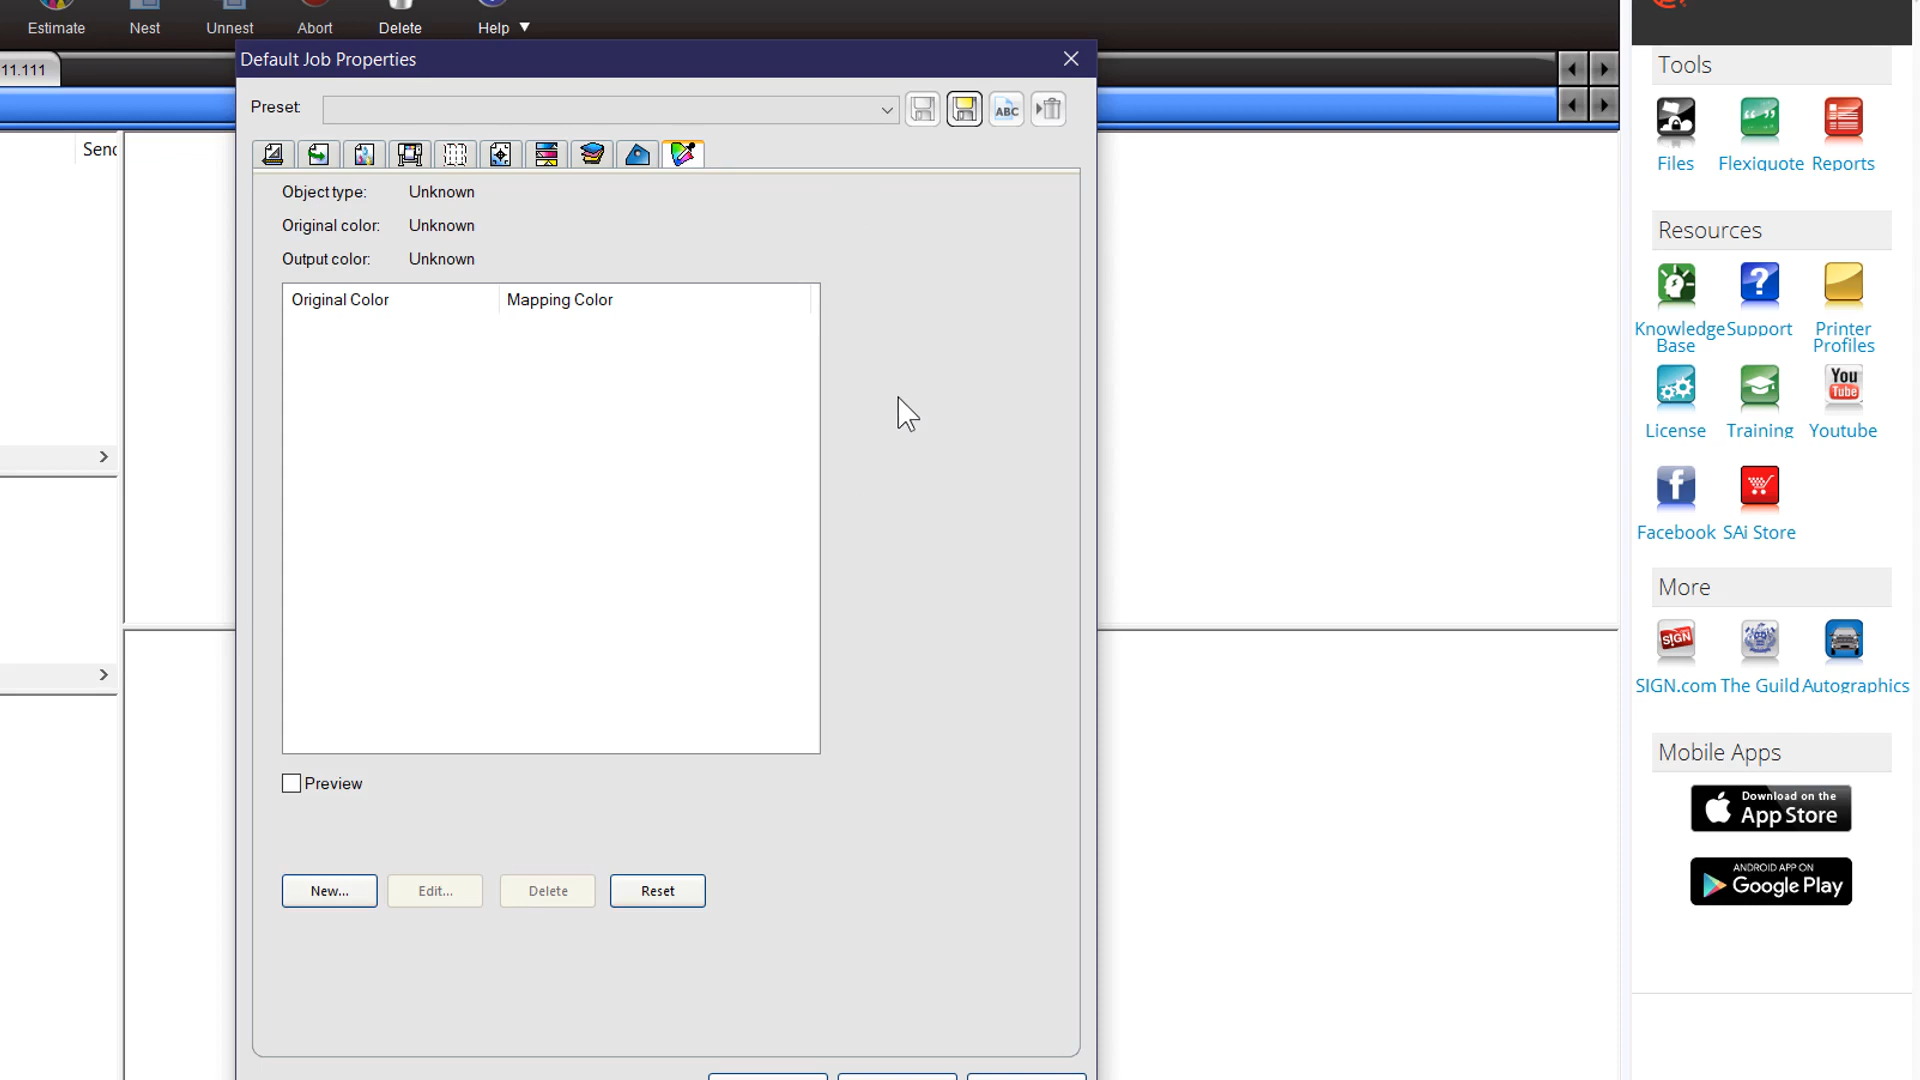 Estimate
Nest
Unnest
Abort
Delete
Help
11.111
Default Job Properties
Preset:
ABC
Send
Object type: Unknown
Original color: Unknown
Output color: Unknown
Original Color Mapping Color
Preview
New... Edit... Delete Reset
Tools
Files Flexiquote Reports
Resources
Knowledge Base
Support
Printer Profiles
You Tube
License Training Youtube
Facebook SAi Store
More
SIGN
SIGN.com The Guild Autographics
Mobile Apps
Download on the
App Store
ANDROID APP ON
Google Play